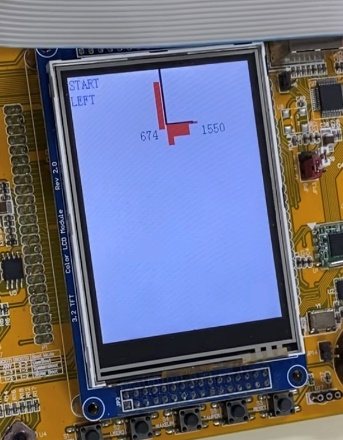 START
LEFT
674 1550
3.2 TFT Color LCD Module Rev 2.0